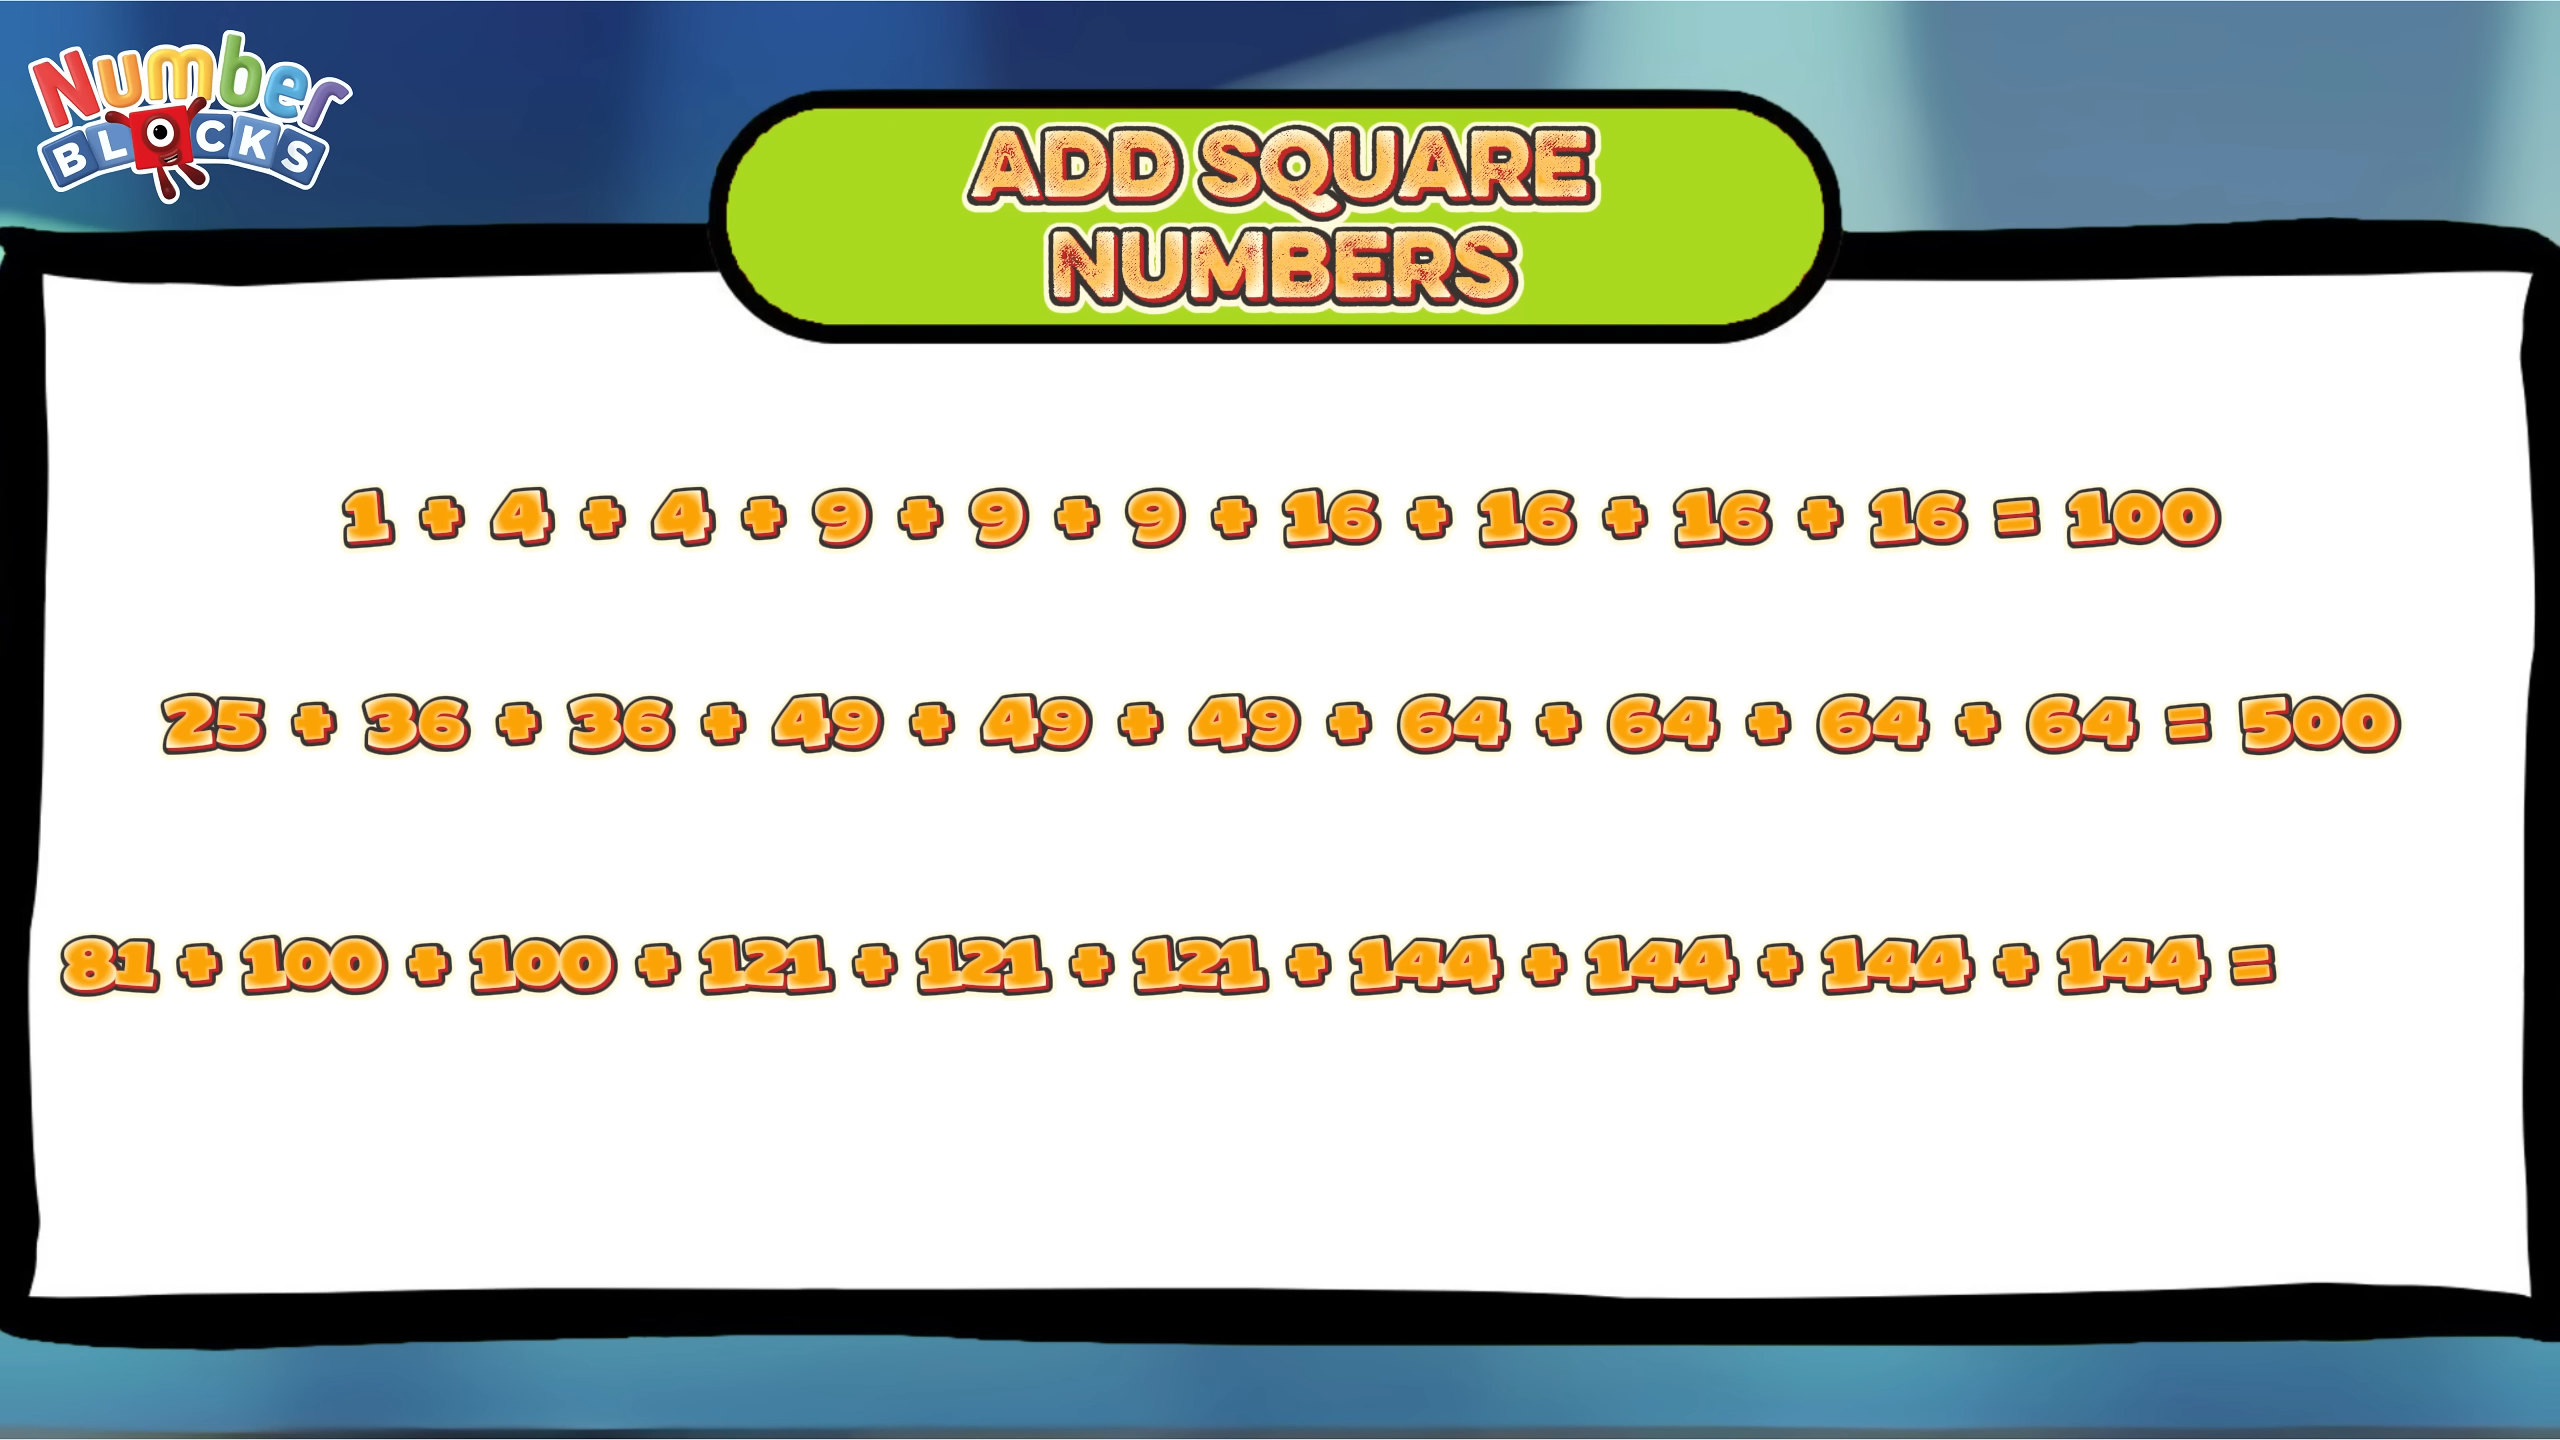 Number
BLOCKS
ADD SQUARE
NUMBERS
1 + 4 + 4 + 9 + 9 + 9 + 16 + 16 + 16 + 16 = 100
25 + 36 + 36 + 49 + 49 + 49 + 64 + 64 + 64 + 64 = 500
81 + 100 + 100 + 121 + 121 + 121 + 144 + 144 + 144 + 144 =